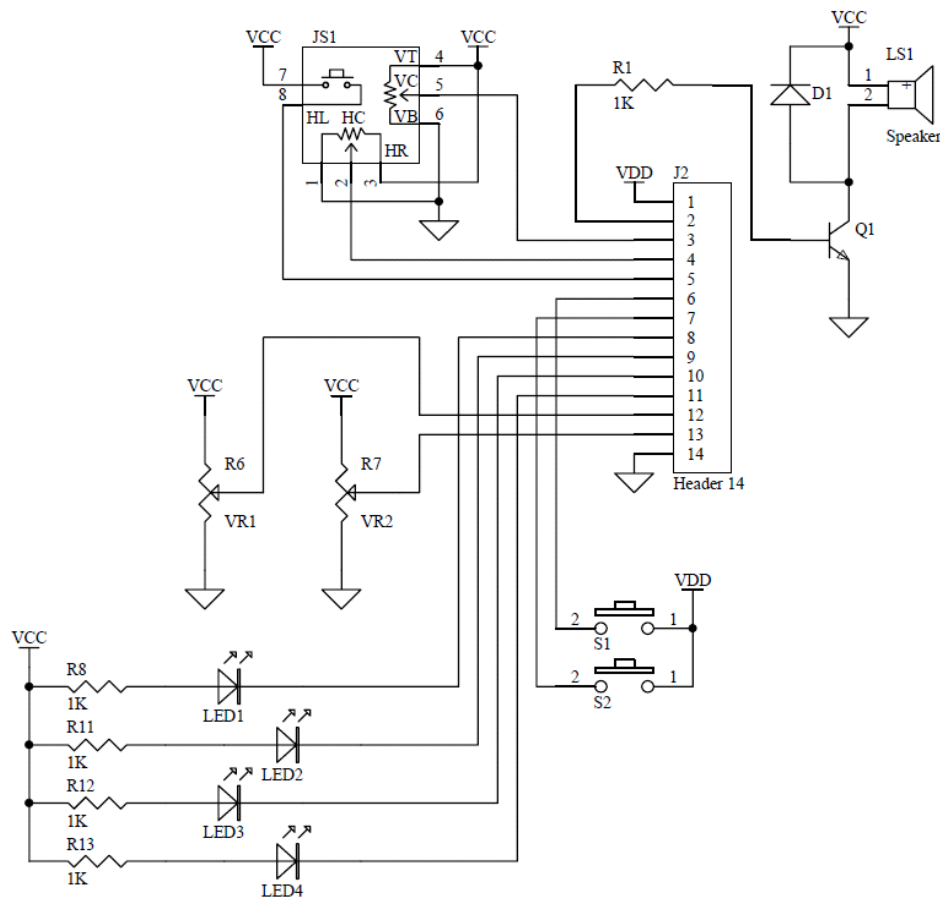 VCC
JS1
VCC
7
8
VT 4
VC 5
VB 6
HL HC
HR
1 2 3
R1
1K
VCC
LS1
D1
1
+
2
Speaker
VDD
J2
Q1
1
2
3
4
5
6
7
8
9
10
11
12
13
14
Header 14
VCC
R6
VR1
VCC
R7
VR2
VDD
2 1
S1
2 1
S2
VCC
R8
1K
LED1
R11
1K
LED2
R12
1K
LED3
R13
1K
LED4